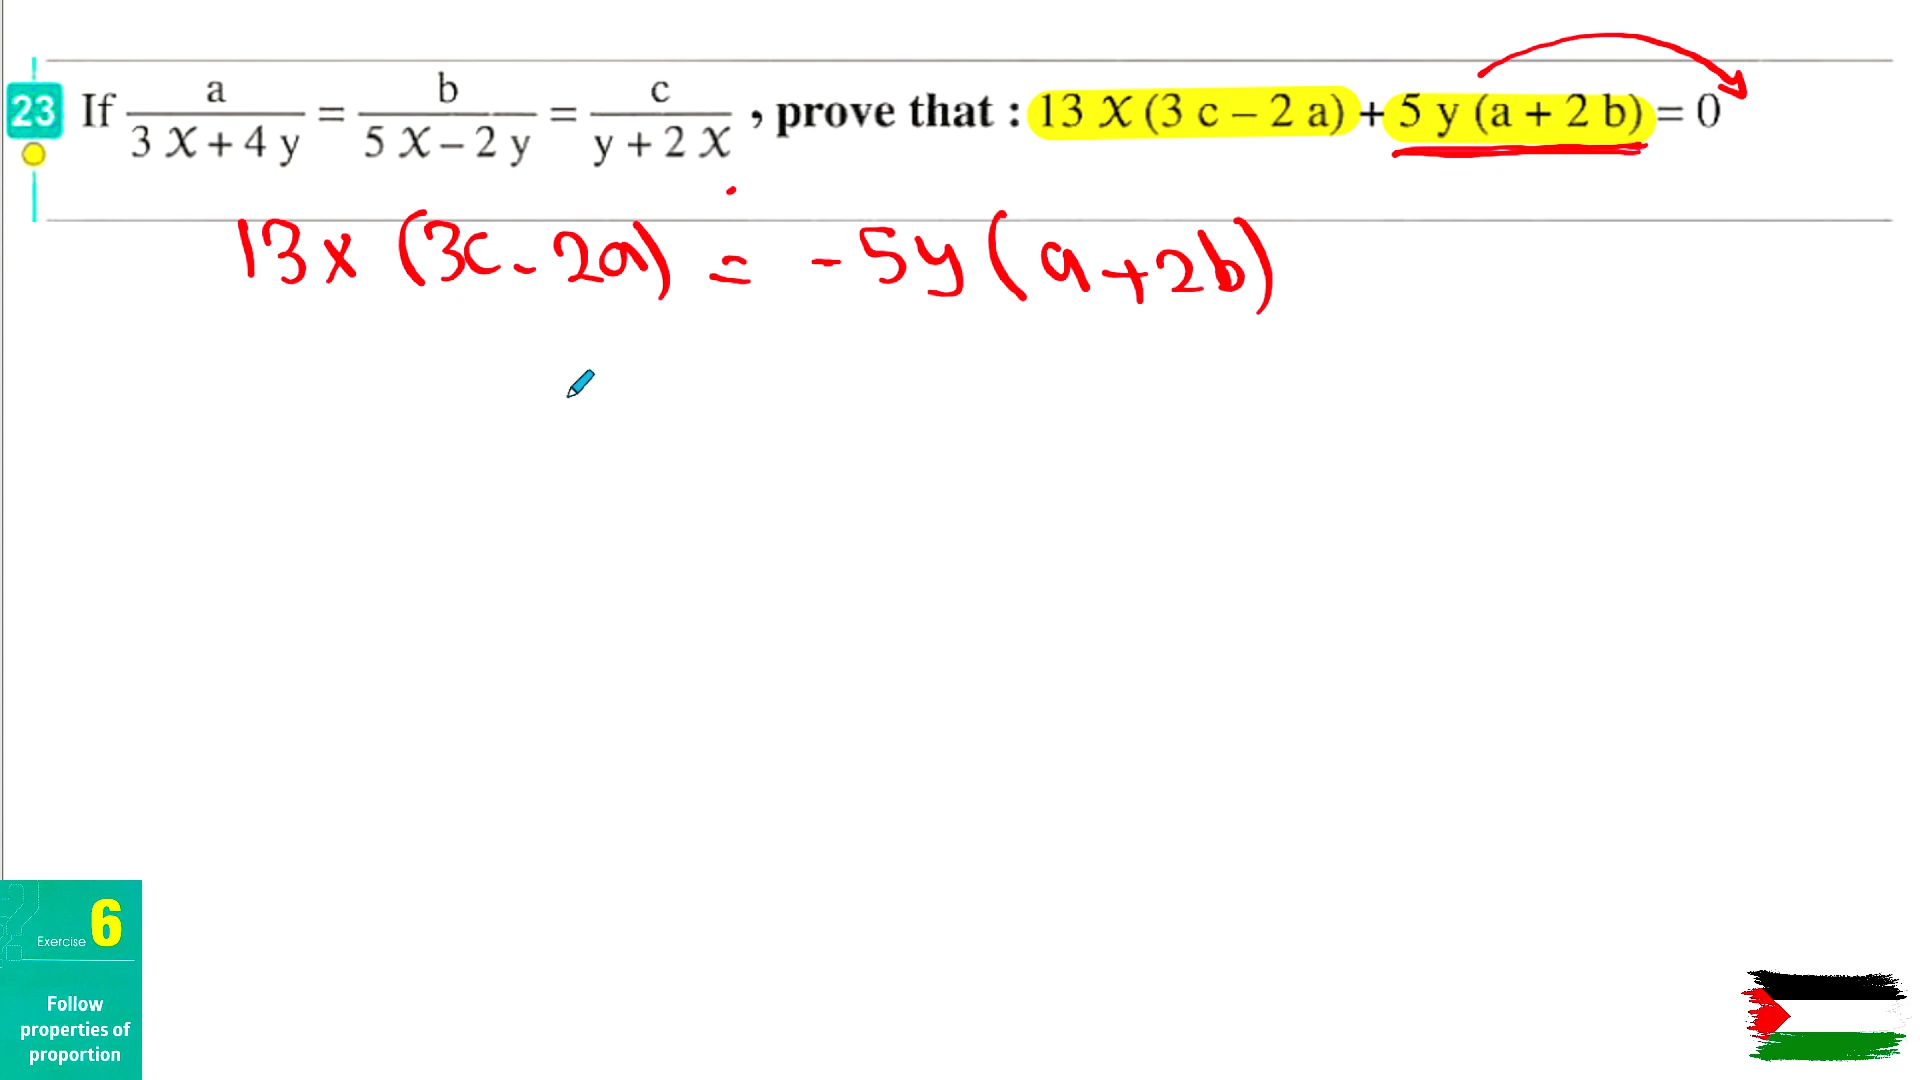 23 If a / (3 X + 4 y) = b / (5 X – 2 y) = c / (y + 2 X) , prove that : 13 X (3 c – 2 a) + 5 y (a + 2 b) = 0
13x (3c - 2a) = - 5y (a + 2b)
Exercise 6
Follow
properties of
proportion